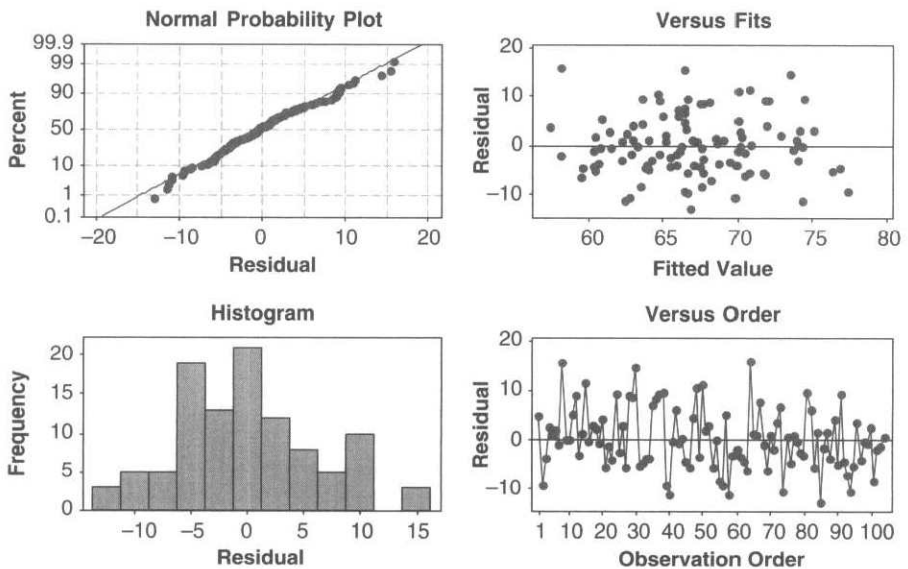 Normal Probability Plot
99.9
99
90
50
10
1
0.1
Percent
−20 −10 0 10 20
Residual
Versus Fits
20
10
0
−10
Residual
60 65 70 75 80
Fitted Value
Histogram
20
15
10
5
0
Frequency
−10 −5 0 5 10 15
Residual
Versus Order
20
10
0
−10
Residual
1 10 20 30 40 50 60 70 80 90 100
Observation Order